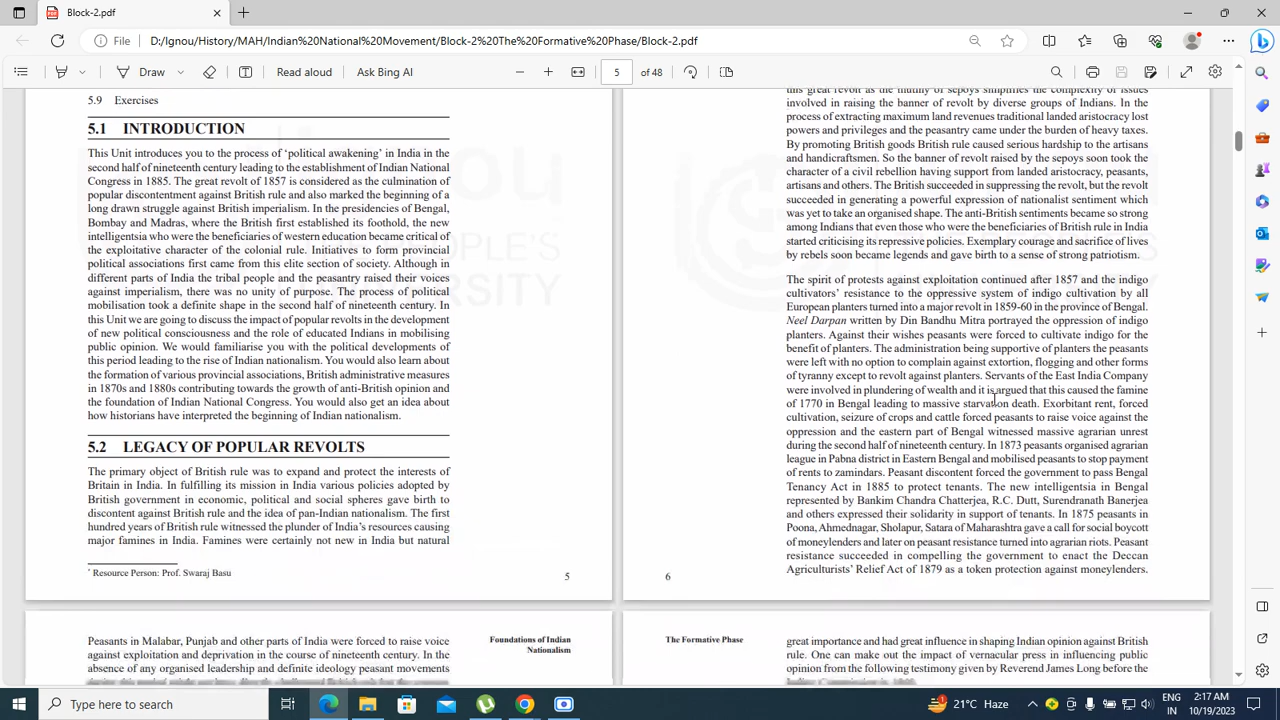 Block-2.pdf
File
D:/Ignou/History/MAH/Indian%20National%20Movement/Block-2%20The%20Formative%20Phase/Block-2.pdf
Draw
Read aloud
Ask Bing AI
5
of 48
5.9 Exercises
5.1 INTRODUCTION
This Unit introduces you to the process of ‘political awakening’ in India in the
second half of nineteenth century leading to the establishment of Indian National
Congress in 1885. The great revolt of 1857 is considered as the culmination of
popular discontentment against British rule and also marked the beginning of a
long drawn struggle against British imperialism. In the presidencies of Bengal,
Bombay and Madras, where the British first established its foothold, the new
intelligentsia who were the beneficiaries of western education became critical of
the exploitative character of the colonial rule. Initiatives to form provincial
political associations first came from this elite section of society. Although in
different parts of India the tribal people and the peasantry raised their voices
against imperialism, there was no unity of purpose. The process of political
mobilisation took a definite shape in the second half of nineteenth century. In
this Unit we are going to discuss the impact of popular revolts in the development
of new political consciousness and the role of educated Indians in mobilising
public opinion. We would familiarise you with the political developments of
this period leading to the rise of Indian nationalism. You would also learn about
the formation of various provincial associations, British administrative measures
in 1870s and 1880s contributing towards the growth of anti-British opinion and
the foundation of Indian National Congress. You would also get an idea about
how historians have interpreted the beginning of Indian nationalism.
5.2 LEGACY OF POPULAR REVOLTS
The primary object of British rule was to expand and protect the interests of
Britain in India. In fulfilling its mission in India various policies adopted by
British government in economic, political and social spheres gave birth to
discontent against British rule and the idea of pan-Indian nationalism. The first
hundred years of British rule witnessed the plunder of India’s resources causing
major famines in India. Famines were certainly not new in India but natural
* Resource Person: Prof. Swaraj Basu
5
this great revolt as the mutiny of sepoys simplifies the complexity of issues
involved in raising the banner of revolt by diverse groups of Indians. In the
process of extracting maximum land revenues traditional landed aristocracy lost
powers and privileges and the peasantry came under the burden of heavy taxes.
By promoting British goods British rule caused serious hardship to the artisans
and handicraftsmen. So the banner of revolt raised by the sepoys soon took the
character of a civil rebellion having support from landed aristocracy, peasants,
artisans and others. The British succeeded in suppressing the revolt, but the revolt
succeeded in generating a powerful expression of nationalist sentiment which
was yet to take an organised shape. The anti-British sentiments became so strong
among Indians that even those who were the beneficiaries of British rule in India
started criticising its repressive policies. Exemplary courage and sacrifice of lives
by rebels soon became legends and gave birth to a sense of strong patriotism.
The spirit of protests against exploitation continued after 1857 and the indigo
cultivators’ resistance to the oppressive system of indigo cultivation by all
European planters turned into a major revolt in 1859-60 in the province of Bengal.
Neel Darpan written by Din Bandhu Mitra portrayed the oppression of indigo
planters. Against their wishes peasants were forced to cultivate indigo for the
benefit of planters. The administration being supportive of planters the peasants
were left with no option to complain against extortion, flogging and other forms
of tyranny except to revolt against planters. Servants of the East India Company
were involved in plundering of wealth and it is argued that this caused the famine
of 1770 in Bengal leading to massive starvation death. Exorbitant rent, forced
cultivation, seizure of crops and cattle forced peasants to raise voice against the
oppression and the eastern part of Bengal witnessed massive agrarian unrest
during the second half of nineteenth century. In 1873 peasants organised agrarian
league in Pabna district in Eastern Bengal and mobilised peasants to stop payment
of rents to zamindars. Peasant discontent forced the government to pass Bengal
Tenancy Act in 1885 to protect tenants. The new intelligentsia in Bengal
represented by Bankim Chandra Chatterjea, R.C. Dutt, Surendranath Banerjea
and others expressed their solidarity in support of tenants. In 1875 peasants in
Poona, Ahmednagar, Sholapur, Satara of Maharashtra gave a call for social boycott
of moneylenders and later on peasant resistance turned into agrarian riots. Peasant
resistance succeeded in compelling the government to enact the Deccan
Agriculturists’ Relief Act of 1879 as a token protection against moneylenders.
6
Peasants in Malabar, Punjab and other parts of India were forced to raise voice
against exploitation and deprivation in the course of nineteenth century. In the
absence of any organised leadership and definite ideology peasant movements
Foundations of Indian
Nationalism
The Formative Phase
great importance and had great influence in shaping Indian opinion against British
rule. One can make out the impact of vernacular press in influencing public
opinion from the following testimony given by Reverend James Long before the
Type here to search
21°C Haze
ENG
IN
2:17 AM
10/19/2023